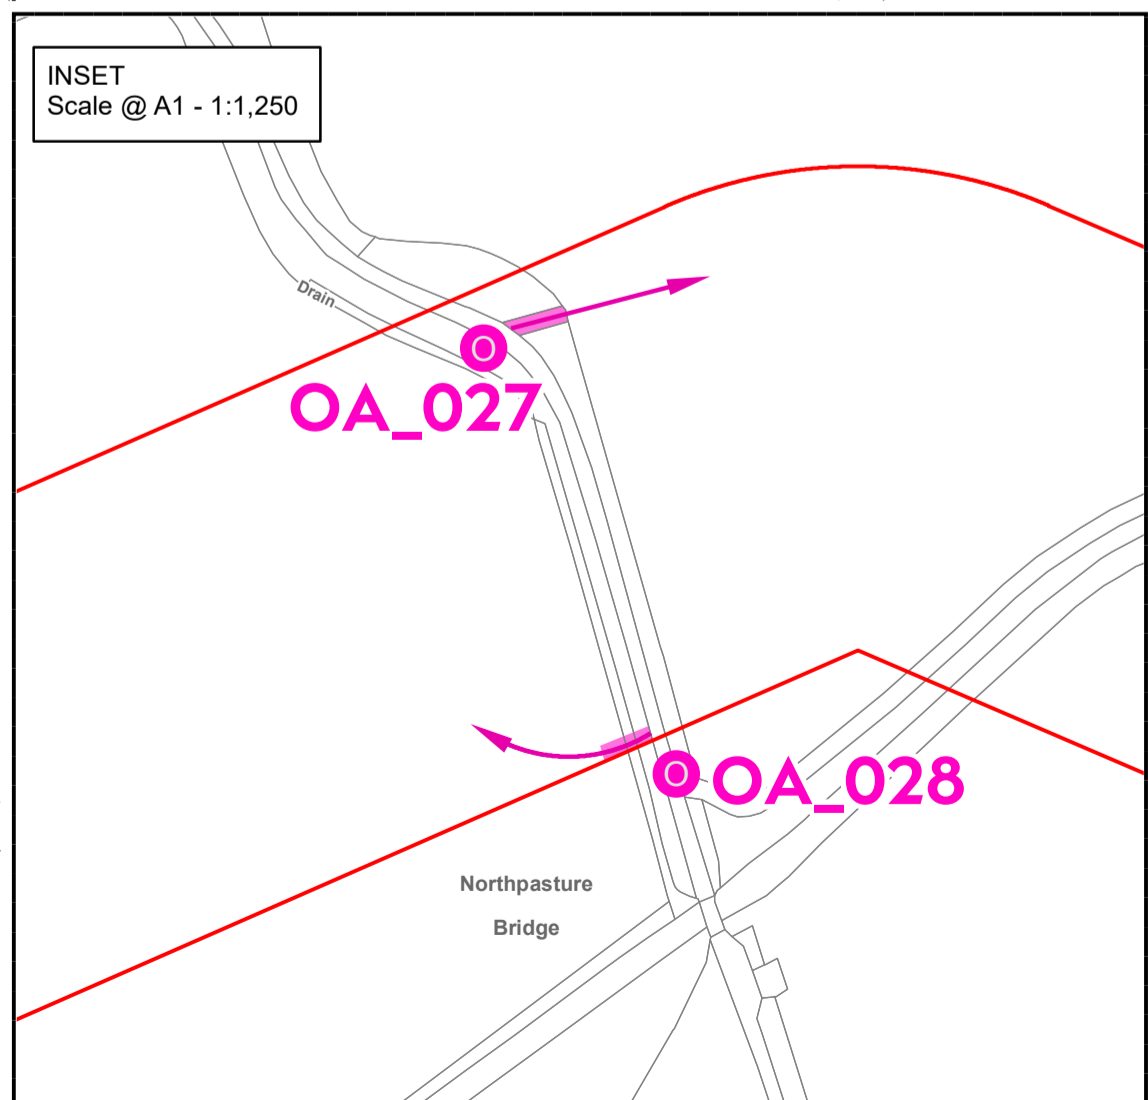 INSET
Scale @ A1 - 1:1,250
Drain
O
OA_027
O
OA_028
Northpasture
Bridge